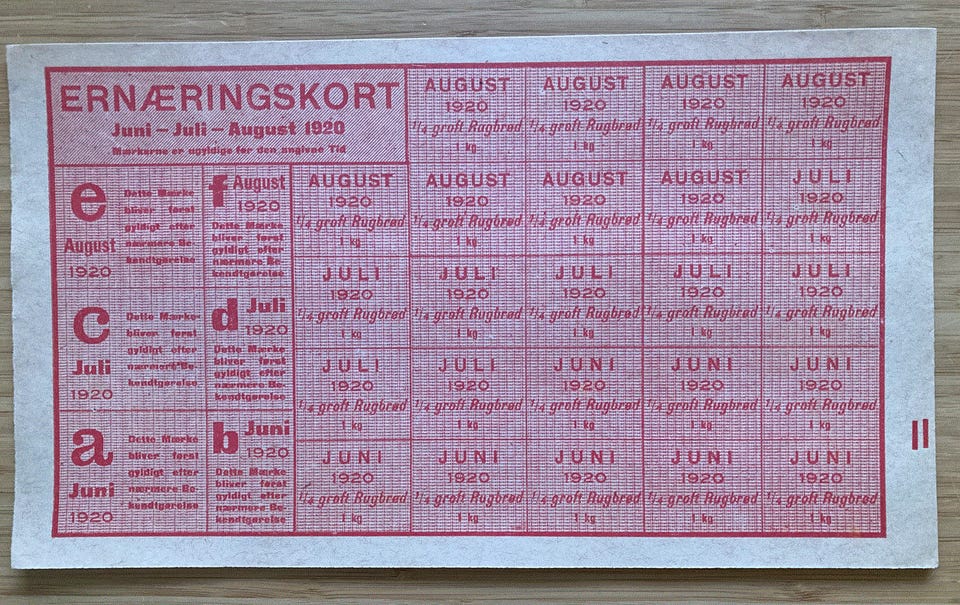 ERNÆRINGSKORT
Juni – Juli – August 1920
Mærkerne er ugyldige før den angivne Tid
AUGUST
1920
1/4 groft Rugbrød
1 kg
AUGUST
1920
1/4 groft Rugbrød
1 kg
AUGUST
1920
1/4 groft Rugbrød
1 kg
AUGUST
1920
1/4 groft Rugbrød
1 kg
e
August
1920
Dette Mærke
bliver først
gyldigt efter
nærmere Be-
kendtgørelse
f August
1920
Dette Mærke
bliver først
gyldigt efter
nærmere Be-
kendtgørelse
AUGUST
1920
1/4 groft Rugbrød
1 kg
AUGUST
1920
1/4 groft Rugbrød
1 kg
AUGUST
1920
1/4 groft Rugbrød
1 kg
AUGUST
1920
1/4 groft Rugbrød
1 kg
JULI
1920
1/4 groft Rugbrød
1 kg
JULI
1920
1/4 groft Rugbrød
1 kg
JULI
1920
1/4 groft Rugbrød
1 kg
JULI
1920
1/4 groft Rugbrød
1 kg
JULI
1920
1/4 groft Rugbrød
1 kg
JULI
1920
1/4 groft Rugbrød
1 kg
c
Juli
1920
Dette Mærke
bliver først
gyldigt efter
nærmere Be-
kendtgørelse
d Juli
1920
Dette Mærke
bliver først
gyldigt efter
nærmere Be-
kendtgørelse
JULI
1920
1/4 groft Rugbrød
1 kg
JULI
1920
1/4 groft Rugbrød
1 kg
JUNI
1920
1/4 groft Rugbrød
1 kg
JUNI
1920
1/4 groft Rugbrød
1 kg
JUNI
1920
1/4 groft Rugbrød
1 kg
a
Juni
1920
Dette Mærke
bliver først
gyldigt efter
nærmere Be-
kendtgørelse
b Juni
1920
Dette Mærke
bliver først
gyldigt efter
nærmere Be-
kendtgørelse
JUNI
1920
1/4 groft Rugbrød
1 kg
JUNI
1920
1/4 groft Rugbrød
1 kg
JUNI
1920
1/4 groft Rugbrød
1 kg
JUNI
1920
1/4 groft Rugbrød
1 kg
JUNI
1920
1/4 groft Rugbrød
1 kg
II